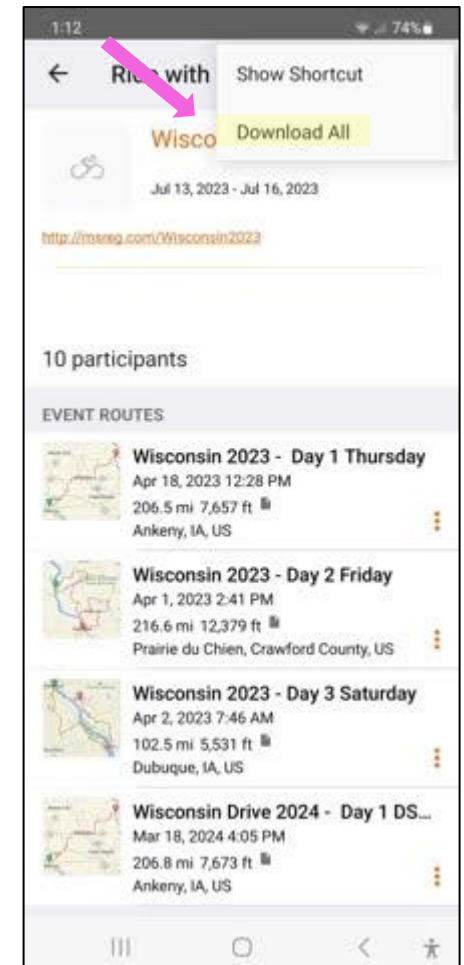 1:12
74%
Ride with
Show Shortcut
Download All
Wisco
Jul 13, 2023 - Jul 16, 2023
http://msreg.com/Wisconsin2023
10 participants
EVENT ROUTES
Wisconsin 2023 - Day 1 Thursday
Apr 18, 2023 12:28 PM
206.5 mi 7,657 ft
Ankeny, IA, US
Wisconsin 2023 - Day 2 Friday
Apr 1, 2023 2:41 PM
216.6 mi 12,379 ft
Prairie du Chien, Crawford County, US
Wisconsin 2023 - Day 3 Saturday
Apr 2, 2023 7:46 AM
102.5 mi 5,531 ft
Dubuque, IA, US
Wisconsin Drive 2024 - Day 1 DS...
Mar 18, 2024 4:05 PM
206.8 mi 7,673 ft
Ankeny, IA, US